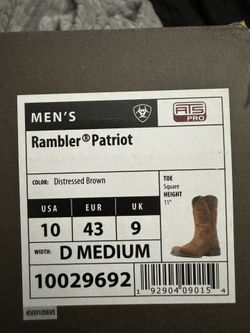 MEN'S
ATS
PRO
Rambler® Patriot
COLOR: Distressed Brown
TOE
Square
HEIGHT
11"
USA EUR UK
10 43 9
WIDTH: D MEDIUM
10029692
1 92904 09015 4
4500109695